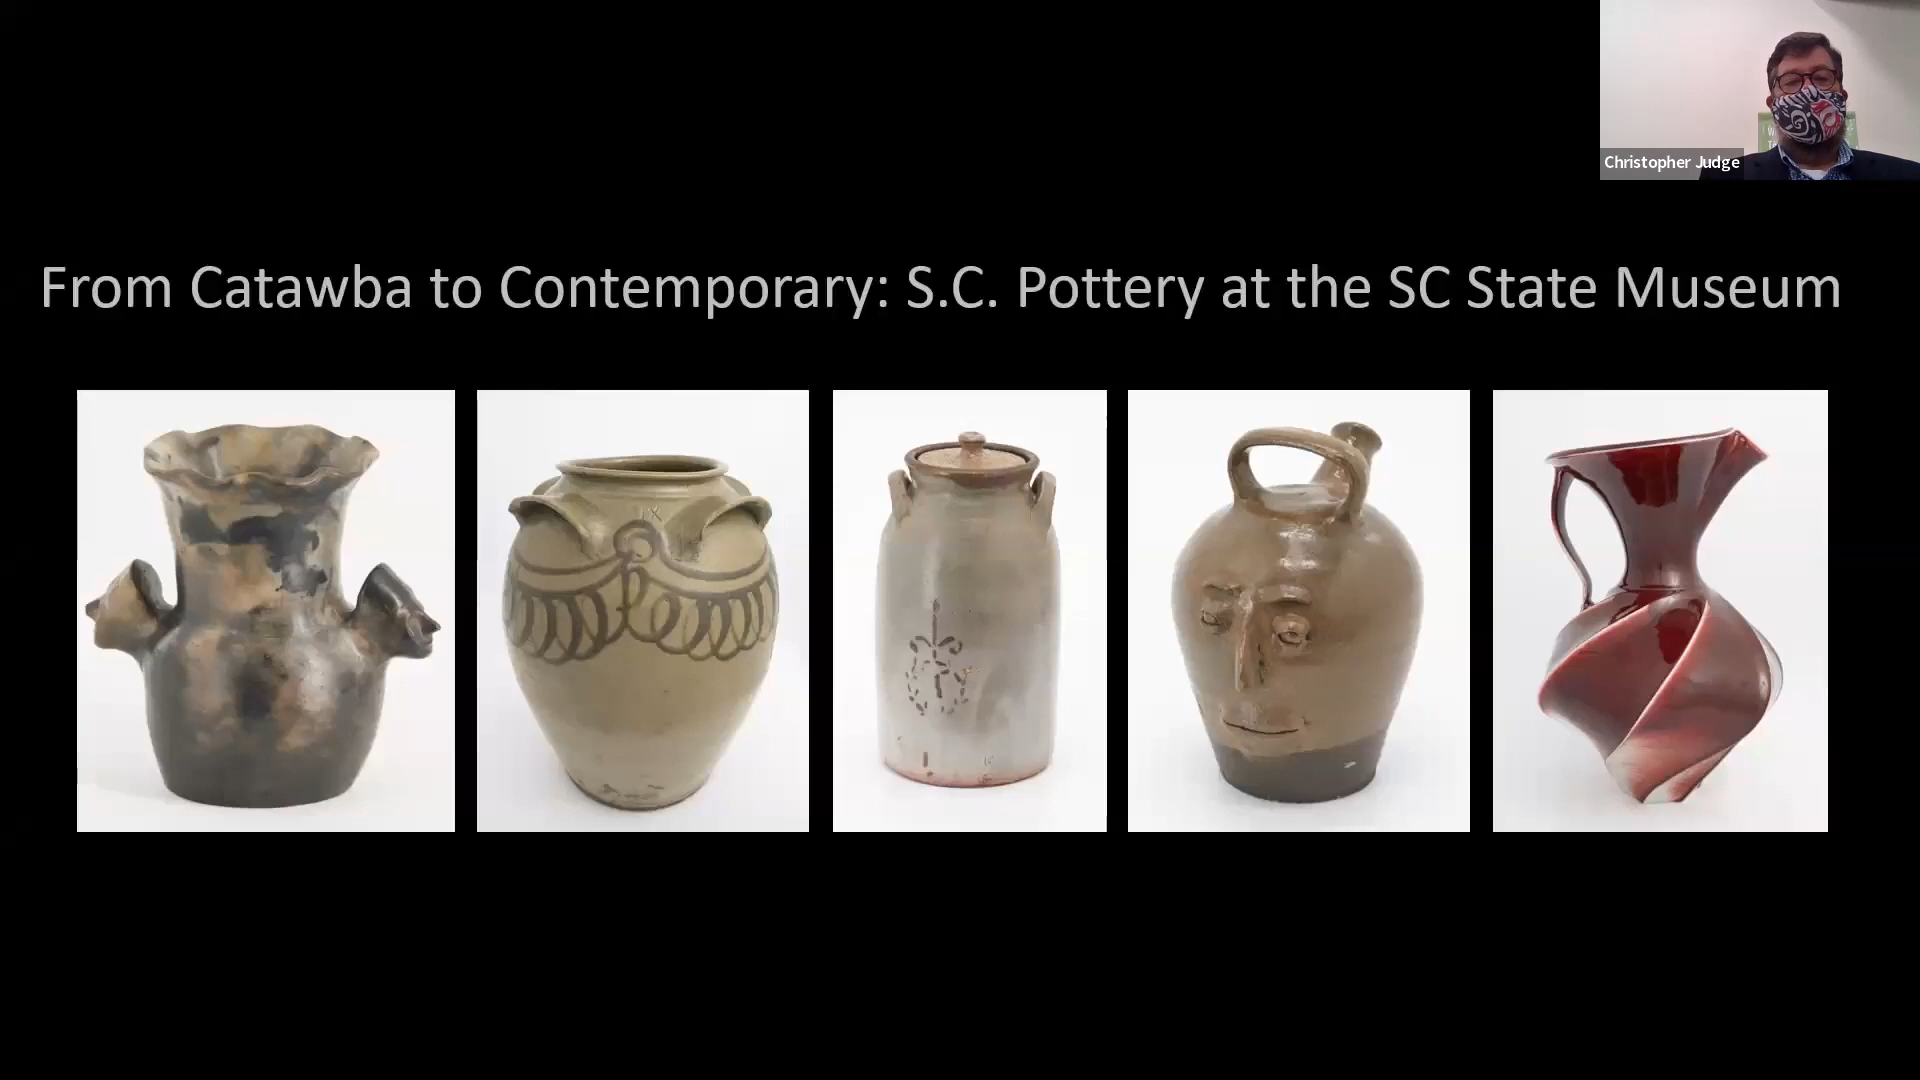 Christopher Judge
From Catawba to Contemporary: S.C. Pottery at the SC State Museum